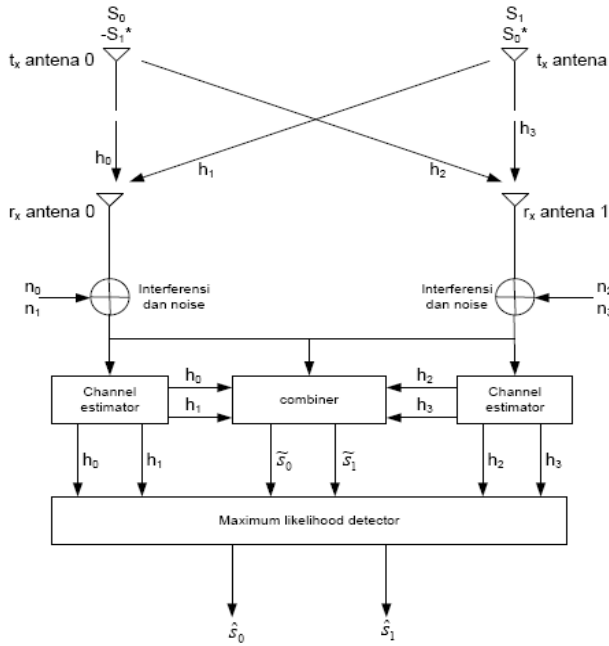 S₀ S₁
-S₁* S₀*
tₓ antena 0 tₓ antena
h₀ h₁ h₂ h₃
rₓ antena 0 rₓ antena 1
n₀ Interferensi Interferensi n₂
n₁ dan noise dan noise n₃
Channel h₀ combiner h₂ Channel
estimator h₁ h₃ estimator
h₀ h₁ s̃₀ s̃₁ h₂ h₃
Maximum likelihood detector
ŝ₀ ŝ₁